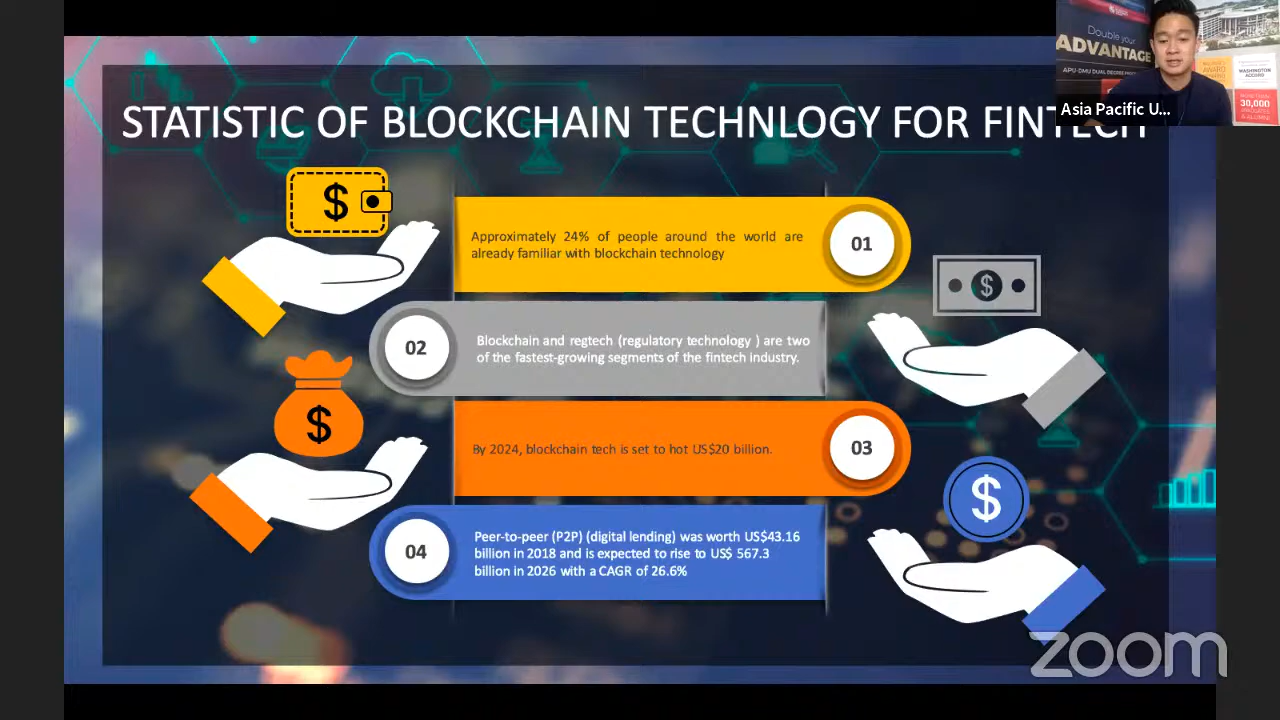 Double your
ADVANTAGE
30,000
Asia Pacific U...
STATISTIC OF BLOCKCHAIN TECHNLOGY FOR FINTECH
$
Approximately 24% of people around the world are
already familiar with blockchain technology
01
$
02
Blockchain and regtech (regulatory technology ) are two
of the fastest-growing segments of the fintech industry.
$
By 2024, blockchain tech is set to hot US$20 billion.
03
$
04
Peer-to-peer (P2P) (digital lending) was worth US$43.16
billion in 2018 and is expected to rise to US$ 567.3
billion in 2026 with a CAGR of 26.6%
zoom